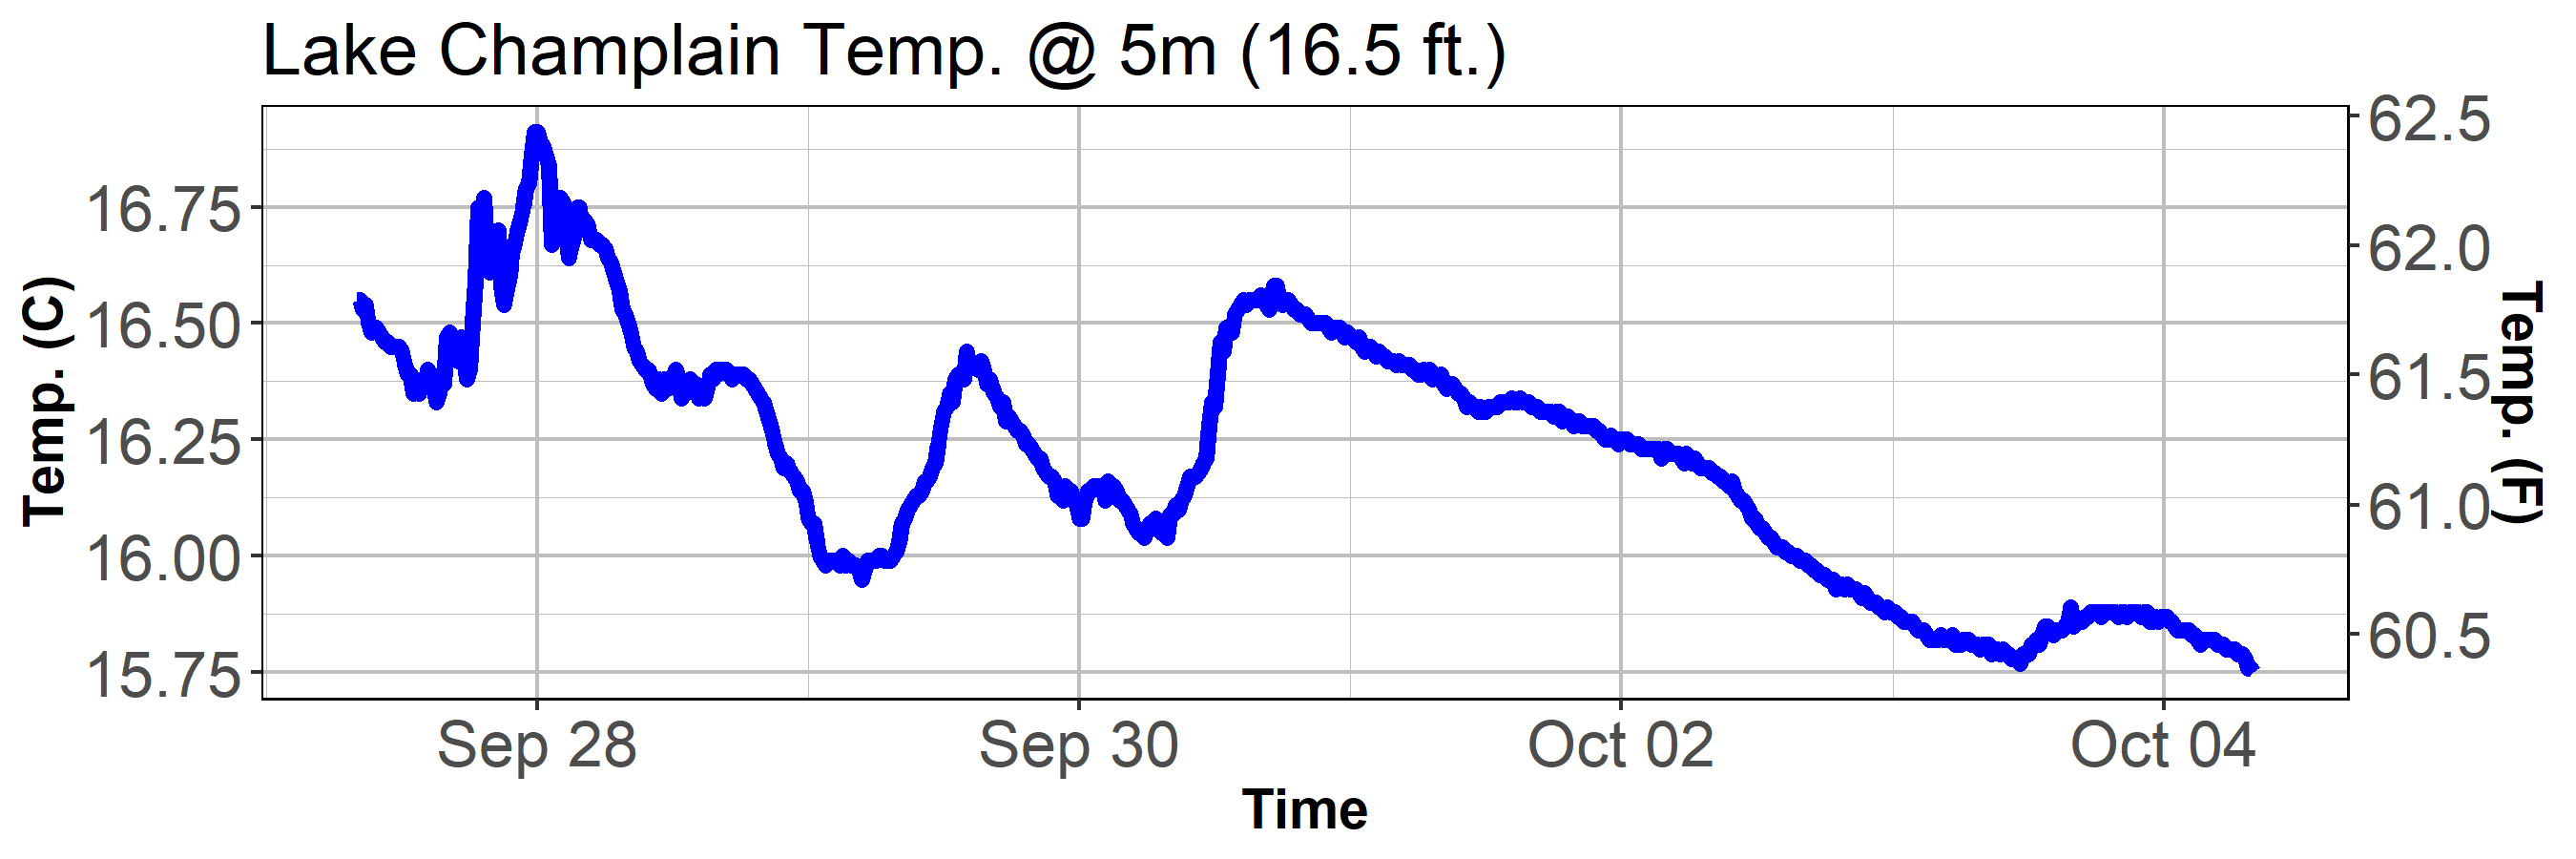 Lake Champlain Temp. @ 5m (16.5 ft.)
Temp. (C)
16.75
16.50
16.25
16.00
15.75
62.5
62.0
61.5
61.0
60.5
Temp. (F)
Sep 28
Sep 30
Oct 02
Oct 04
Time